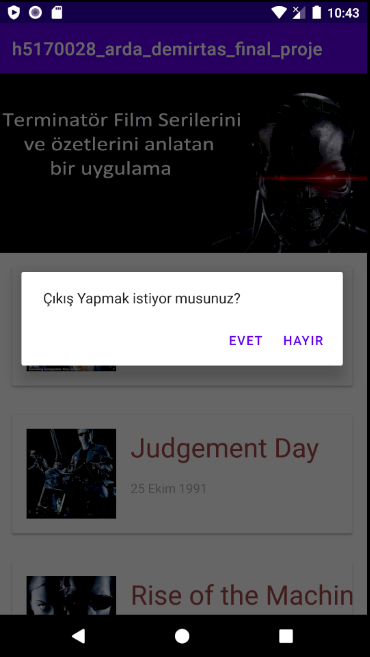 10:43
h5170028_arda_demirtas_final_proje
Terminatör Film Serilerini
ve özetlerini anlatan
bir uygulama
Çıkış Yapmak istiyor musunuz?
EVET HAYIR
Judgement Day
25 Ekim 1991
Rise of the Machin